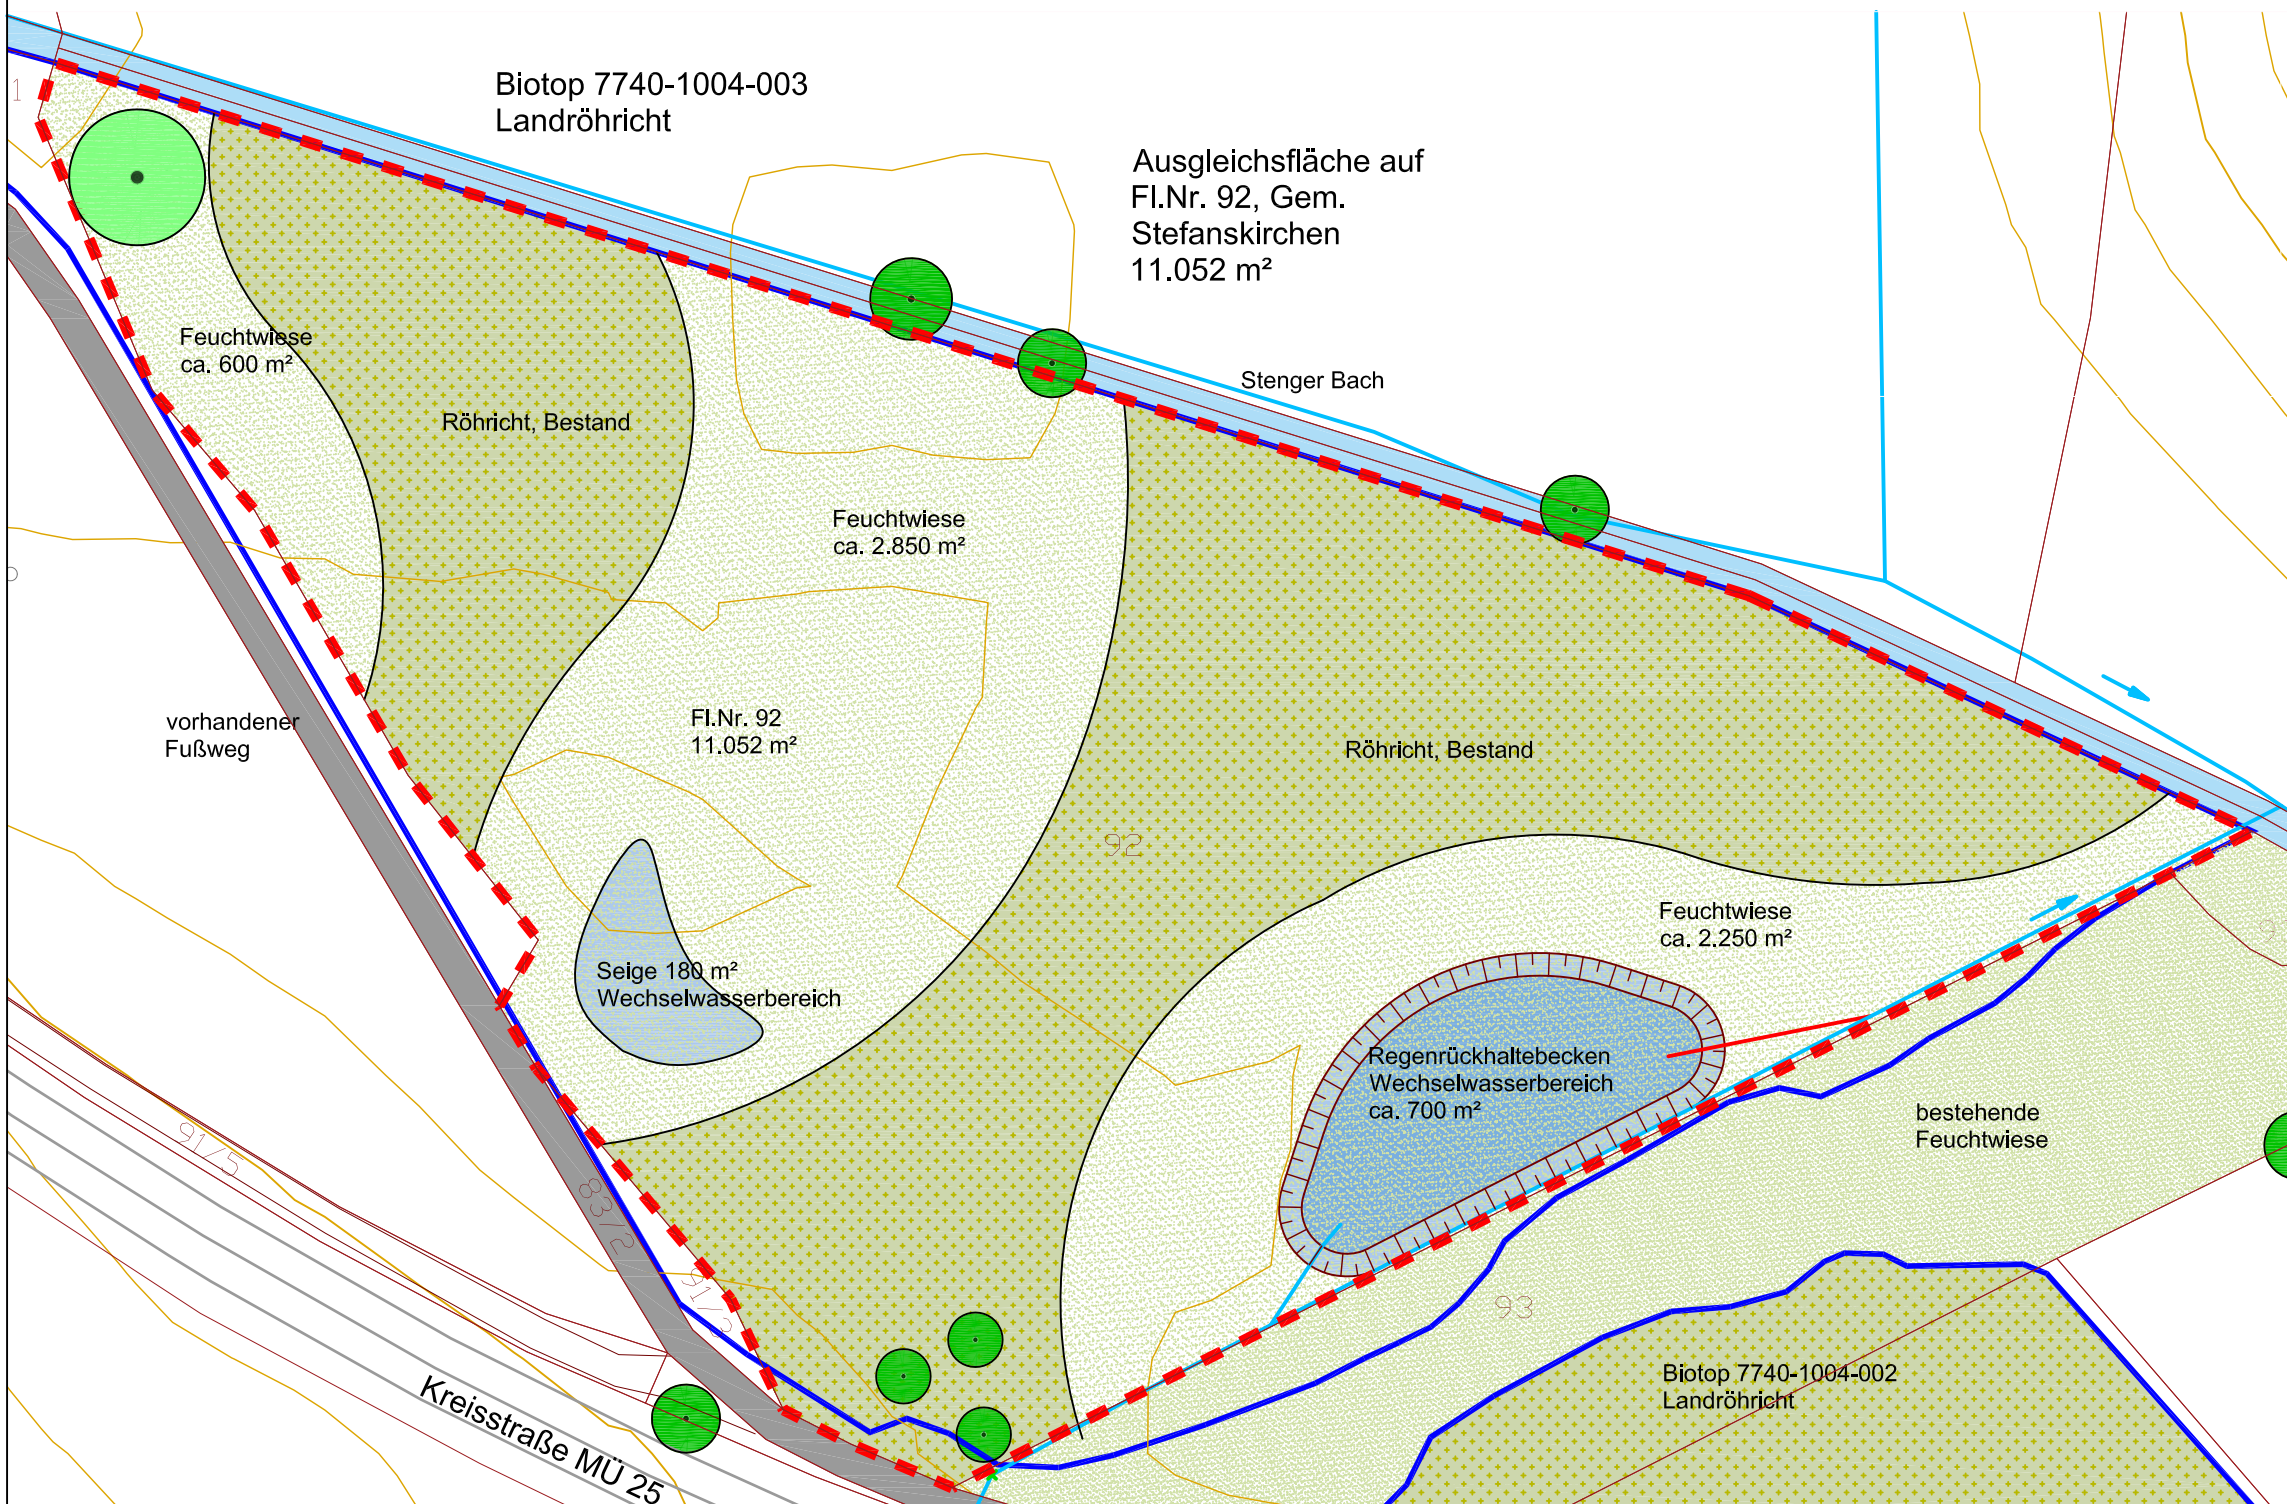 Biotop 7740-1004-003
Landröhricht
Ausgleichsfläche auf
Fl.Nr. 92, Gem.
Stefanskirchen
11.052 m²
Feuchtwiese
ca. 600 m²
Röhricht, Bestand
Stenger Bach
Feuchtwiese
ca. 2.850 m²
vorhandener
Fußweg
Fl.Nr. 92
11.052 m²
Röhricht, Bestand
92
Feuchtwiese
ca. 2.250 m²
Seige 180 m²
Wechselwasserbereich
Regenrückhaltebecken
Wechselwasserbereich
ca. 700 m²
bestehende
Feuchtwiese
91/5
83/2
91/3
93
Biotop 7740-1004-002
Landröhricht
Kreisstraße MÜ 25